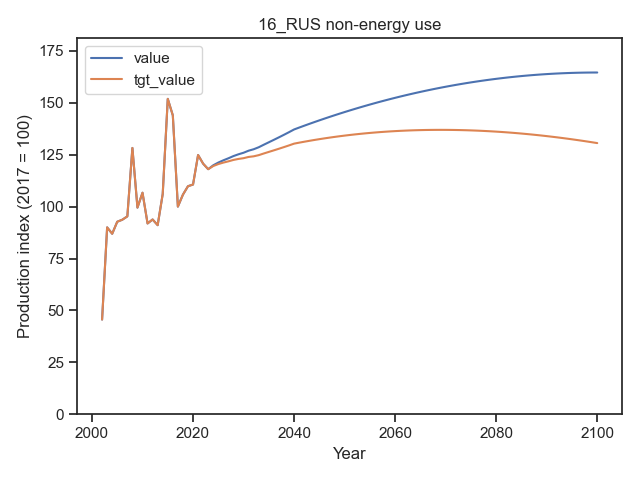 16_RUS non-energy use
value
tgt_value
Production index (2017 = 100)
175
150
125
100
75
50
25
0
2000
2020
2040
2060
2080
2100
Year